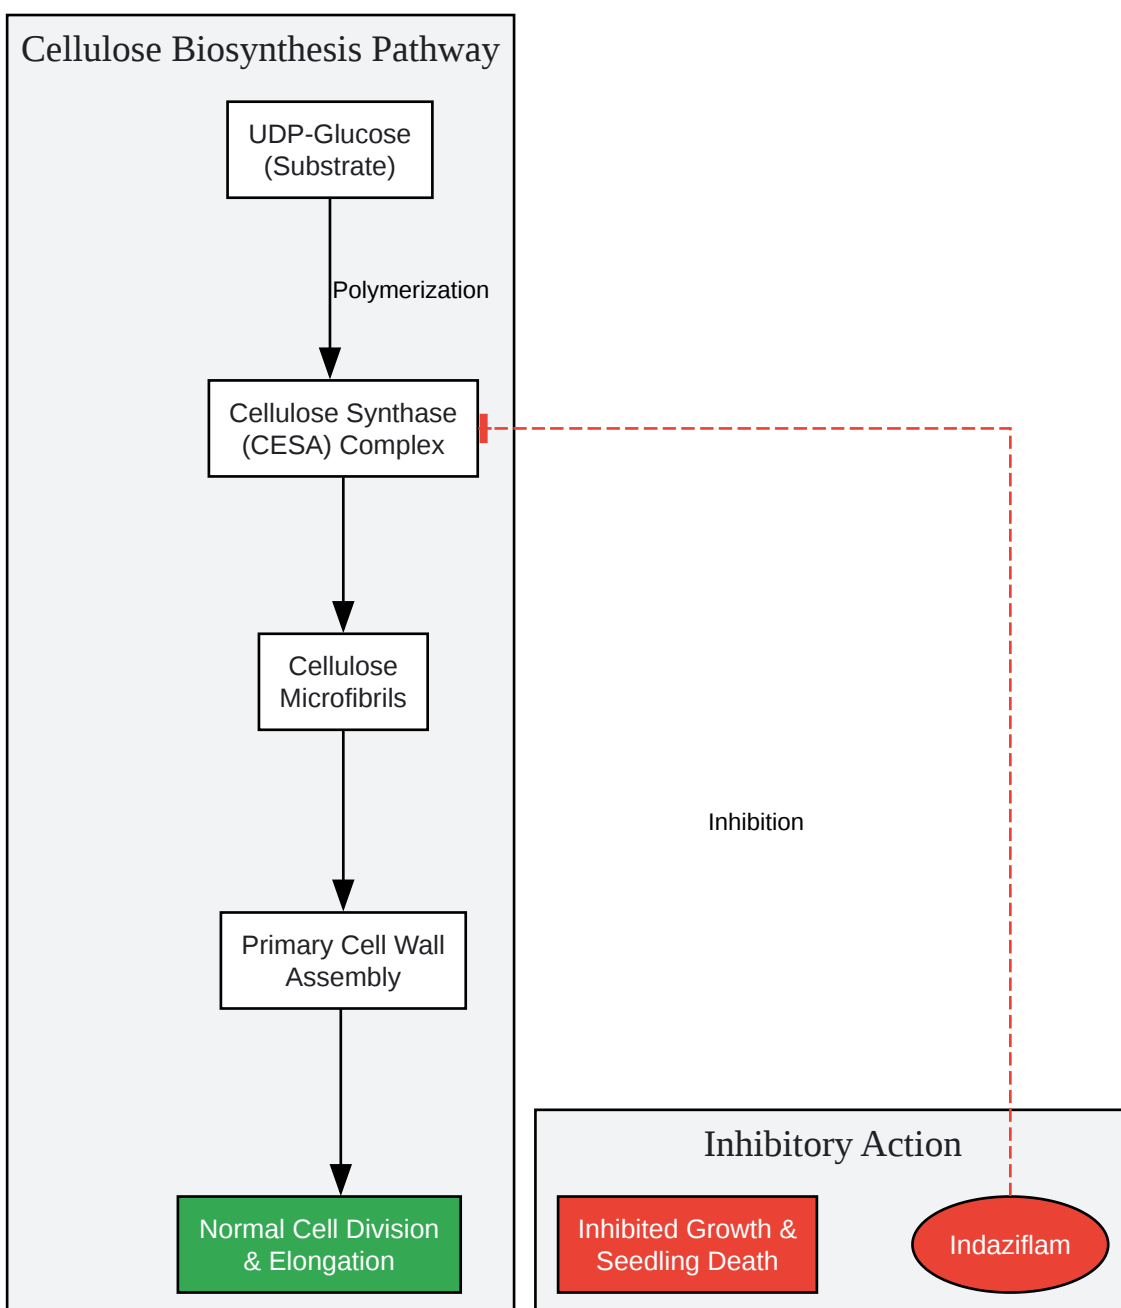 Cellulose Biosynthesis Pathway
UDP-Glucose
(Substrate)
Polymerization
Cellulose Synthase
(CESA) Complex
Cellulose
Microfibrils
Inhibition
Primary Cell Wall
Assembly
Inhibitory Action
Normal Cell Division
& Elongation
Inhibited Growth &
Seedling Death
Indaziflam